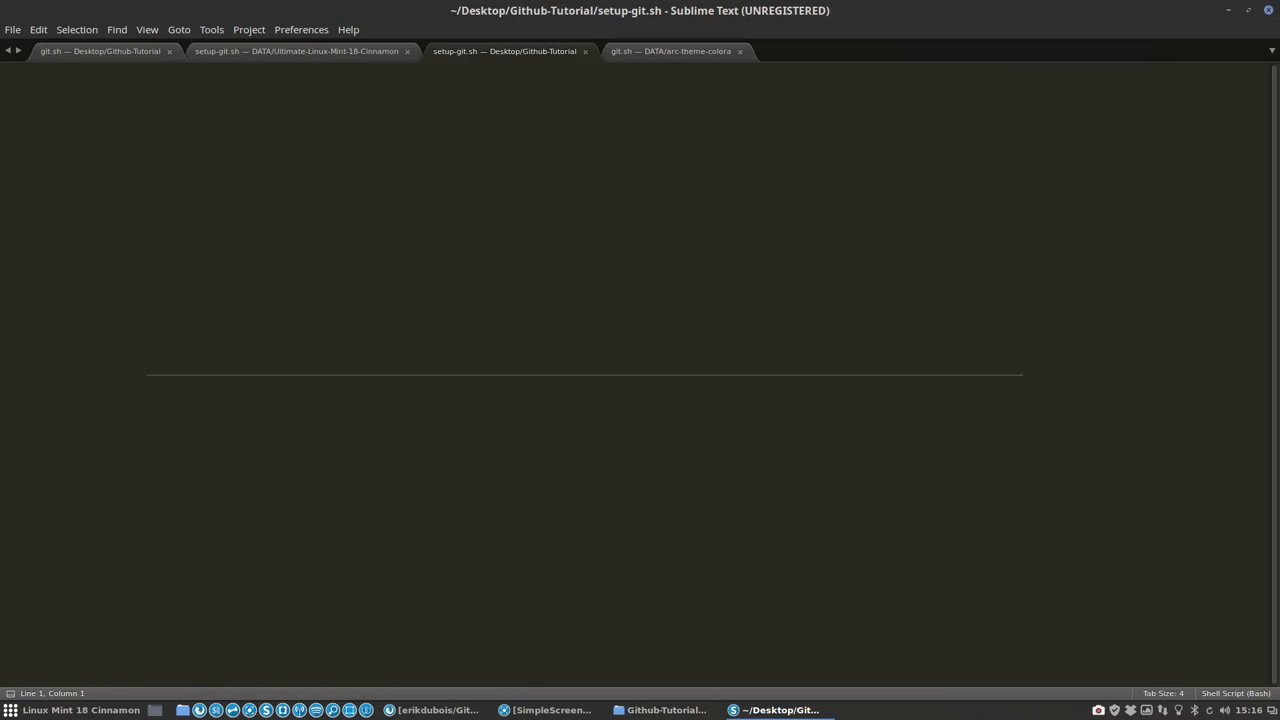 ~/Desktop/Github-Tutorial/setup-git.sh - Sublime Text (UNREGISTERED)
File Edit Selection Find View Goto Tools Project Preferences Help
git.sh — Desktop/Github-Tutorial setup-git.sh — DATA/Ultimate-Linux-Mint-18-Cinnamon setup-git.sh — Desktop/Github-Tutorial git.sh — DATA/arc-theme-colora
Line 1, Column 1 Tab Size: 4 Shell Script (Bash)
Linux Mint 18 Cinnamon [erikdubois/Git... [SimpleScreen... Github-Tutorial... ~/Desktop/Git... 15:16